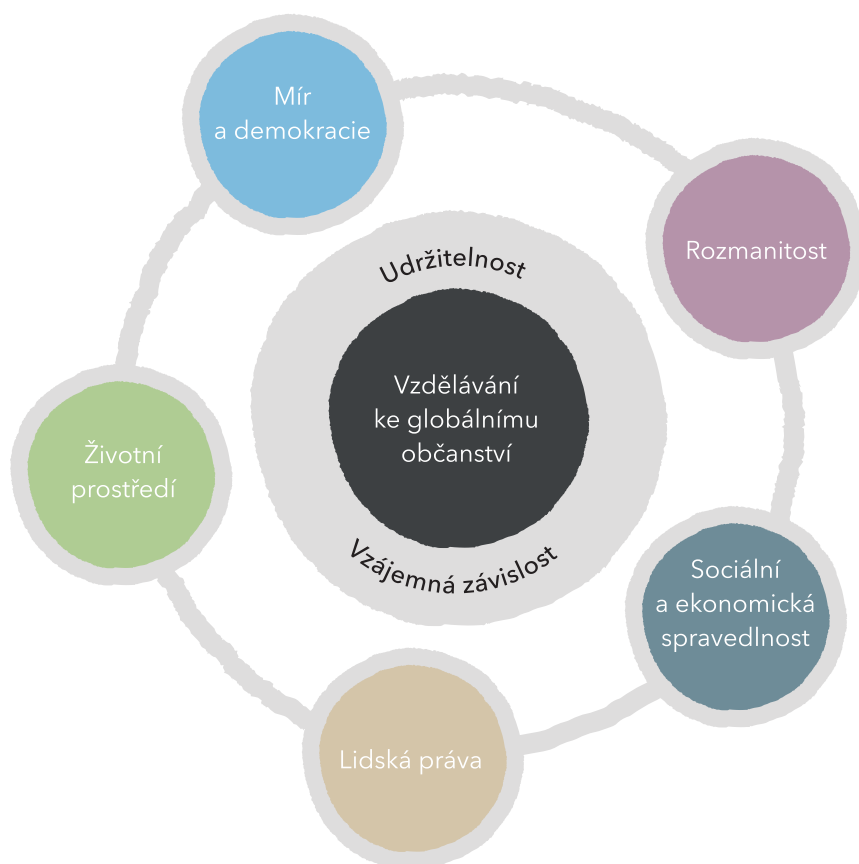 Mír
a demokracie
Rozmanitost
Udržitelnost
Vzdělávání
ke globálnímu
občanství
Vzájemná závislost
Životní
prostředí
Sociální
a ekonomická
spravedlnost
Lidská práva